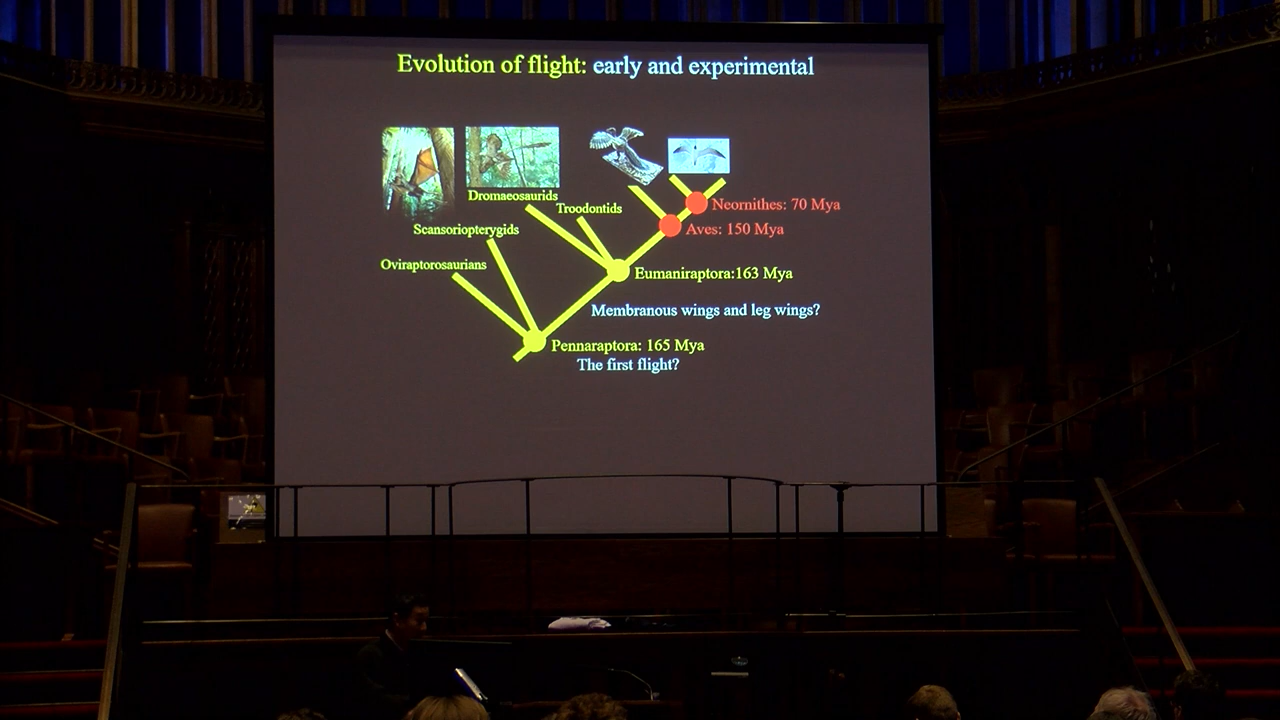 Evolution of flight: early and experimental
Dromaeosaurids
Troodontids
Neornithes: 70 Mya
Scansoriopterygids
Aves: 150 Mya
Oviraptorosaurians
Eumaniraptora:163 Mya
Membranous wings and leg wings?
Pennaraptora: 165 Mya
The first flight?